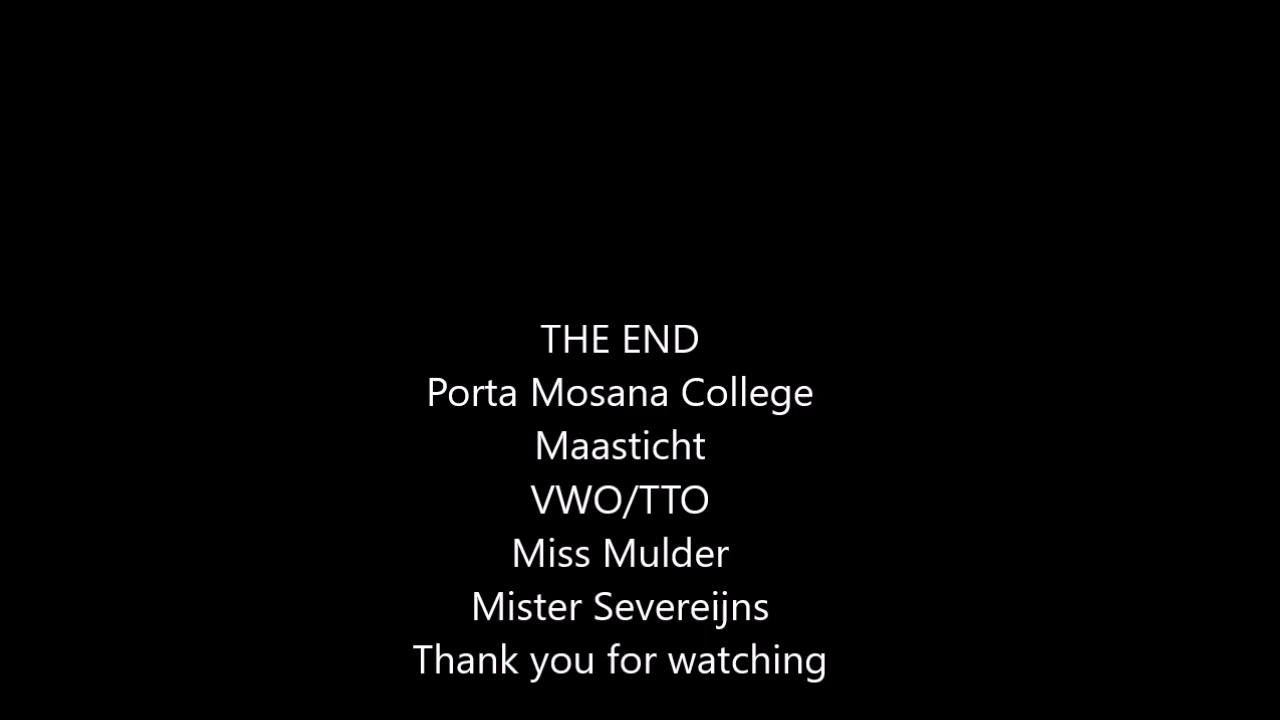 THE END
Porta Mosana College
Maasticht
VWO/TTO
Miss Mulder
Mister Severeijns
Thank you for watching